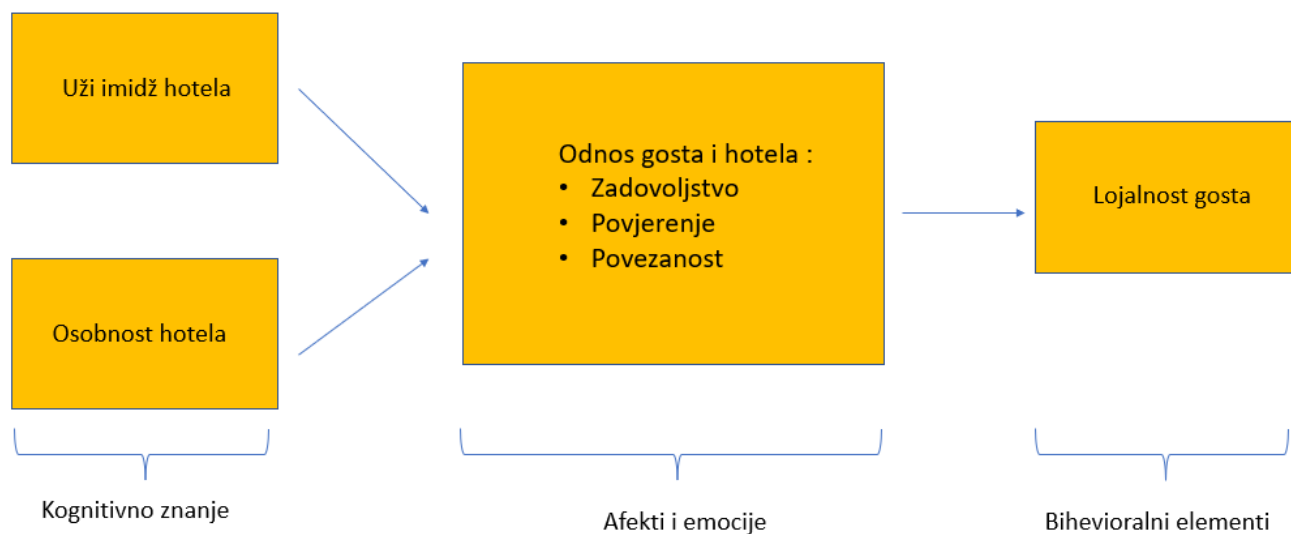 Uži imidž hotela
Osobnost hotela
Odnos gosta i hotela :
• Zadovoljstvo
• Povjerenje
• Povezanost
Lojalnost gosta
Kognitivno znanje
Afekti i emocije
Bihevioralni elementi